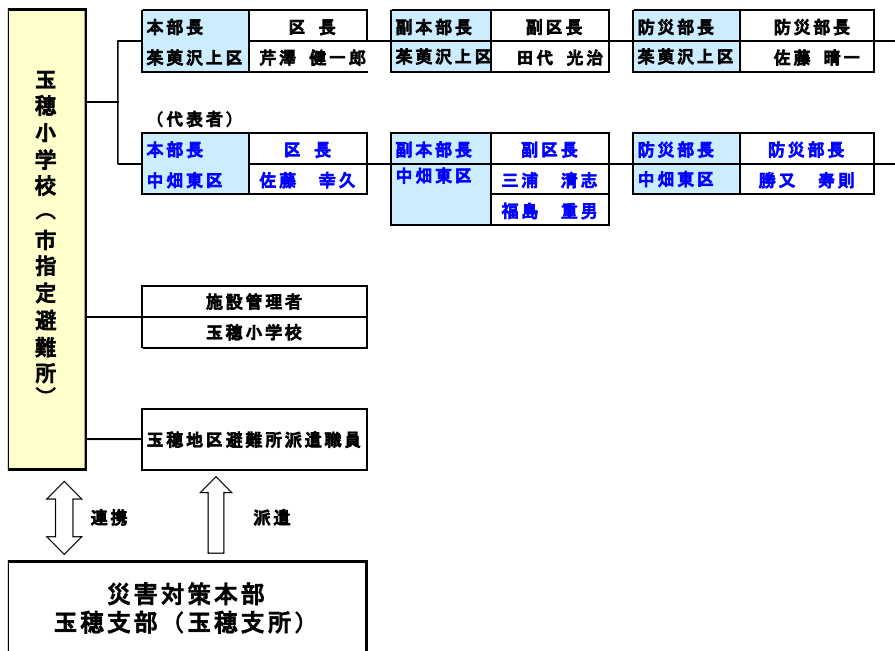 玉穂小学校（市指定避難所）
本部長 区 長 副本部長 副区長 防災部長 防災部長
茱萸沢上区 芹澤 健一郎 茱萸沢上区 田代 光治 茱萸沢上区 佐藤 晴一
（代表者）
本部長 区 長 副本部長 副区長 防災部長 防災部長
中畑東区 佐藤 幸久 中畑東区 三浦 清志 中畑東区 勝又 寿則
福島 重男
施設管理者
玉穂小学校
玉穂地区避難所派遣職員
連携 派遣
災害対策本部
玉穂支部（玉穂支所）